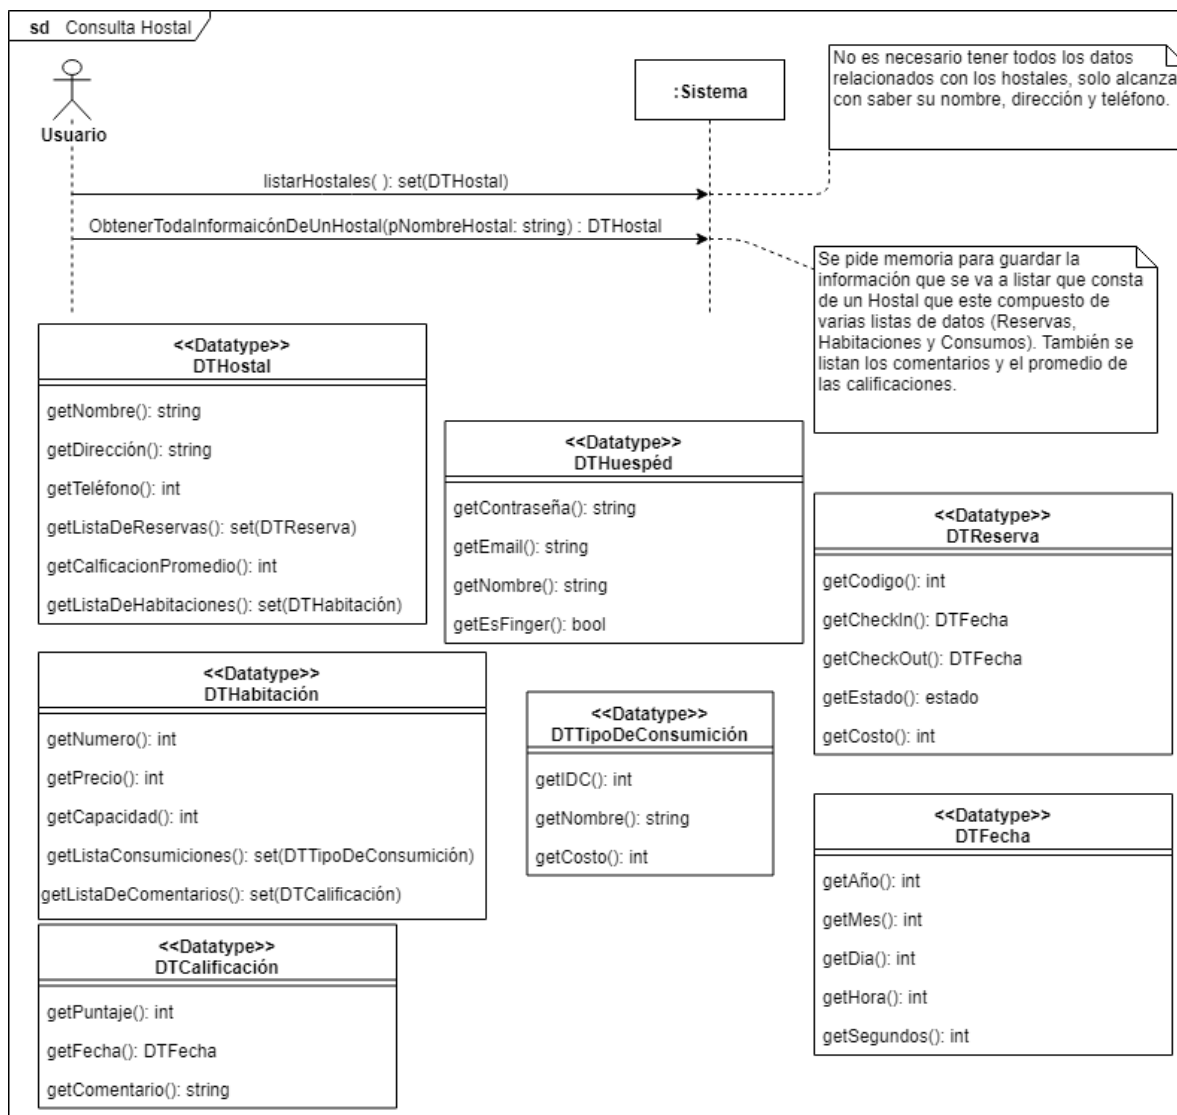 sd Consulta Hostal
Usuario
:Sistema
No es necesario tener todos los datos
relacionados con los hostales, solo alcanza
con saber su nombre, dirección y teléfono.
listarHostales( ): set(DTHostal)
ObtenerTodaInformaicónDeUnHostal(pNombreHostal: string) : DTHostal
Se pide memoria para guardar la
información que se va a listar que consta
de un Hostal que este compuesto de
varias listas de datos (Reservas,
Habitaciones y Consumos). También se
listan los comentarios y el promedio de
las calificaciones.
<<Datatype>>
DTHostal
getNombre(): string
getDirección(): string
getTeléfono(): int
getListaDeReservas(): set(DTReserva)
getCalficacionPromedio(): int
getListaDeHabitaciones(): set(DTHabitación)
<<Datatype>>
DTHuespéd
getContraseña(): string
getEmail(): string
getNombre(): string
getEsFinger(): bool
<<Datatype>>
DTReserva
getCodigo(): int
getCheckIn(): DTFecha
getCheckOut(): DTFecha
getEstado(): estado
getCosto(): int
<<Datatype>>
DTHabitación
getNumero(): int
getPrecio(): int
getCapacidad(): int
getListaConsumiciones(): set(DTTipoDeConsumición)
getListaDeComentarios(): set(DTCalificación)
<<Datatype>>
DTTipoDeConsumición
getIDC(): int
getNombre(): string
getCosto(): int
<<Datatype>>
DTFecha
getAño(): int
getMes(): int
getDia(): int
getHora(): int
getSegundos(): int
<<Datatype>>
DTCalificación
getPuntaje(): int
getFecha(): DTFecha
getComentario(): string